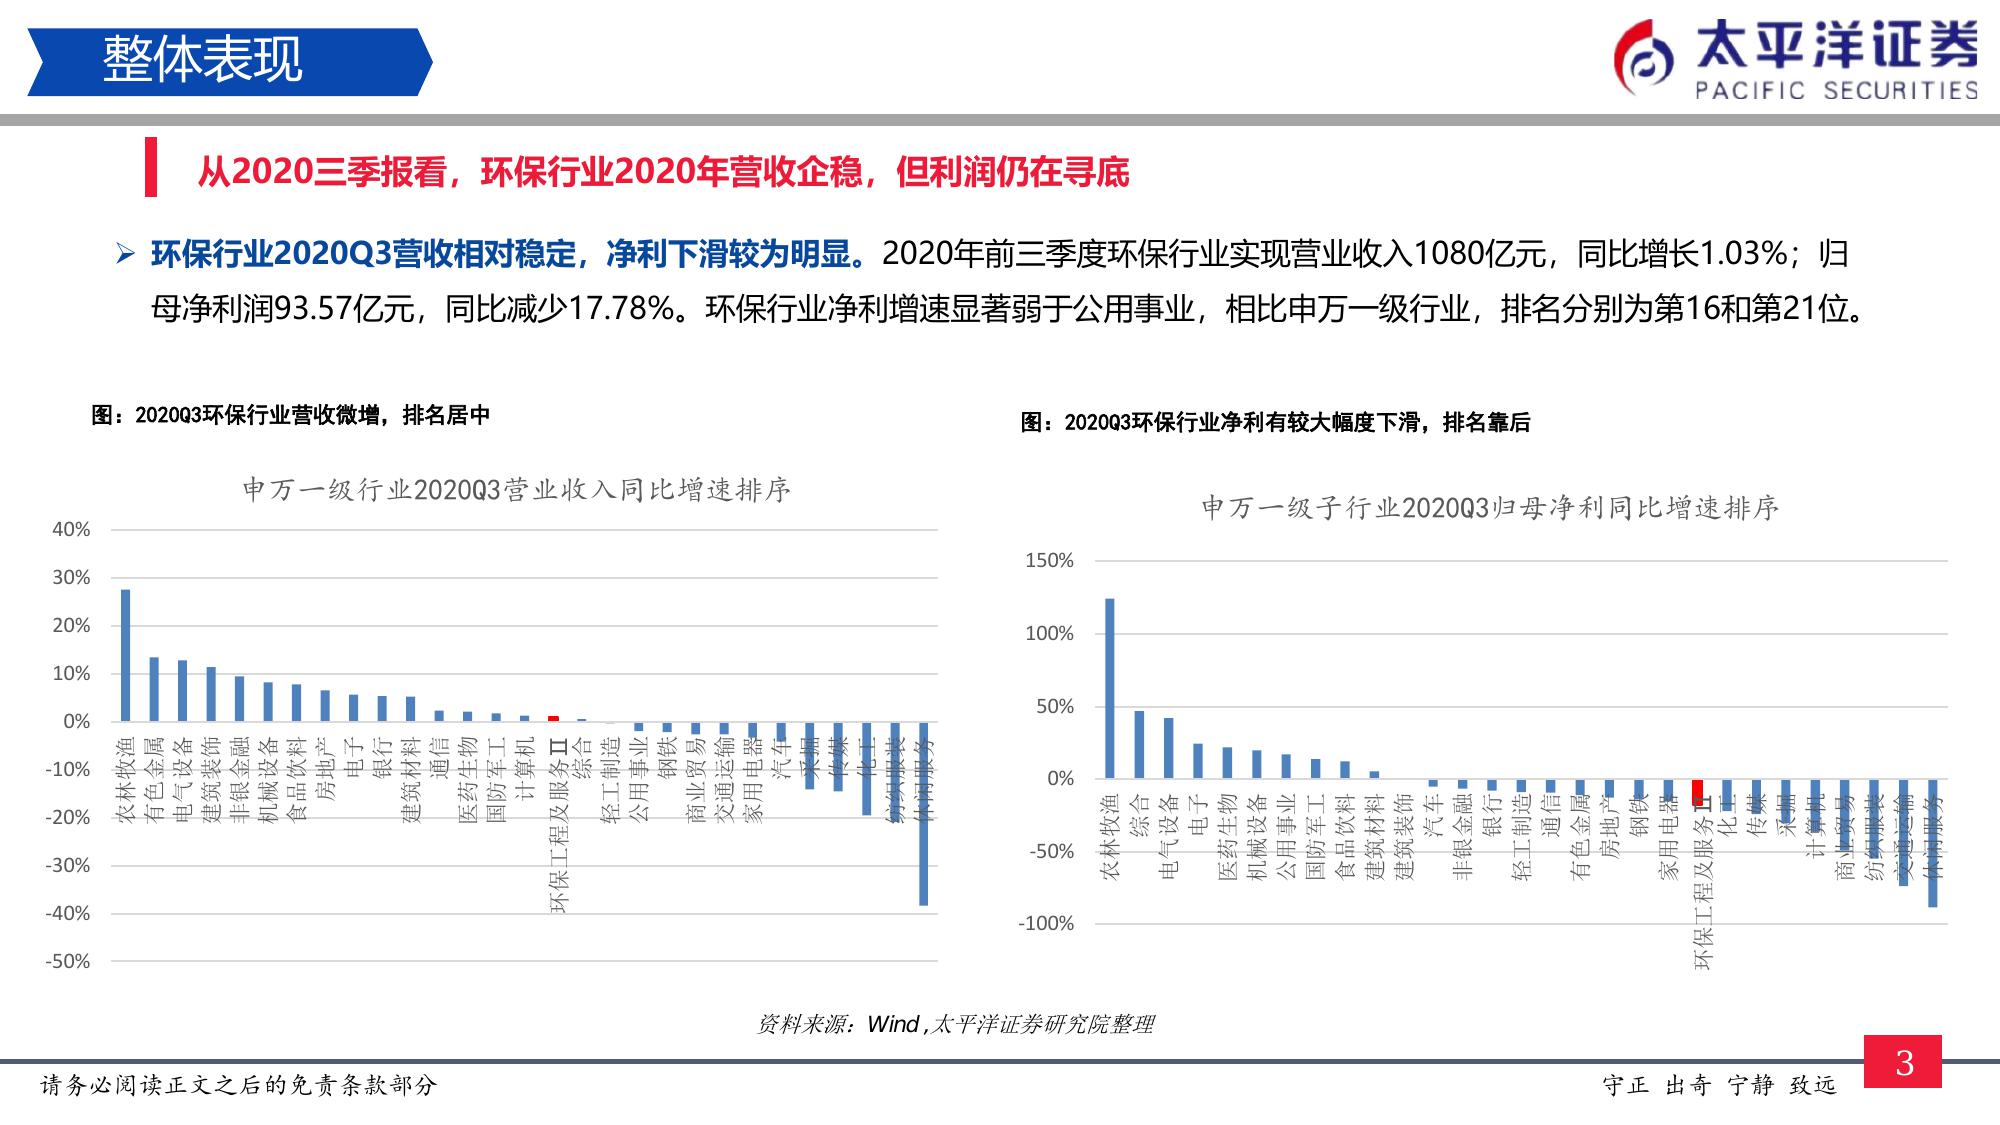 整体表现
太平洋证券
PACIFIC SECURITIES
从2020三季报看，环保行业2020年营收企稳，但利润仍在寻底
环保行业2020Q3营收相对稳定，净利下滑较为明显。2020年前三季度环保行业实现营业收入1080亿元，同比增长1.03%；归
母净利润93.57亿元，同比减少17.78%。环保行业净利增速显著弱于公用事业，相比申万一级行业，排名分别为第16和第21位。
图：2020Q3环保行业营收微增，排名居中
申万一级行业2020Q3营业收入同比增速排序
40%
30%
20%
10%
0%
-10%
-20%
-30%
-40%
-50%
农林牧渔
有色金属
电气设备
建筑装饰
非银金融
机械设备
食品饮料
房地产
电子
银行
建筑材料
通信
医药生物
国防军工
计算机
环保工程及服务Ⅱ
综合
轻工制造
公用事业
钢铁
商业贸易
交通运输
家用电器
汽车
采掘
传媒
化工
纺织服装
休闲服务
图：2020Q3环保行业净利有较大幅度下滑，排名靠后
申万一级子行业2020Q3归母净利同比增速排序
150%
100%
50%
0%
-50%
-100%
农林牧渔
综合
电气设备
电子
医药生物
机械设备
公用事业
国防军工
食品饮料
建筑材料
建筑装饰
汽车
非银金融
银行
轻工制造
通信
有色金属
房地产
钢铁
家用电器
环保工程及服务Ⅱ
化工
传媒
采掘
计算机
商业贸易
纺织服装
交通运输
休闲服务
资料来源：Wind ,太平洋证券研究院整理
请务必阅读正文之后的免责条款部分
守正 出奇 宁静 致远
3